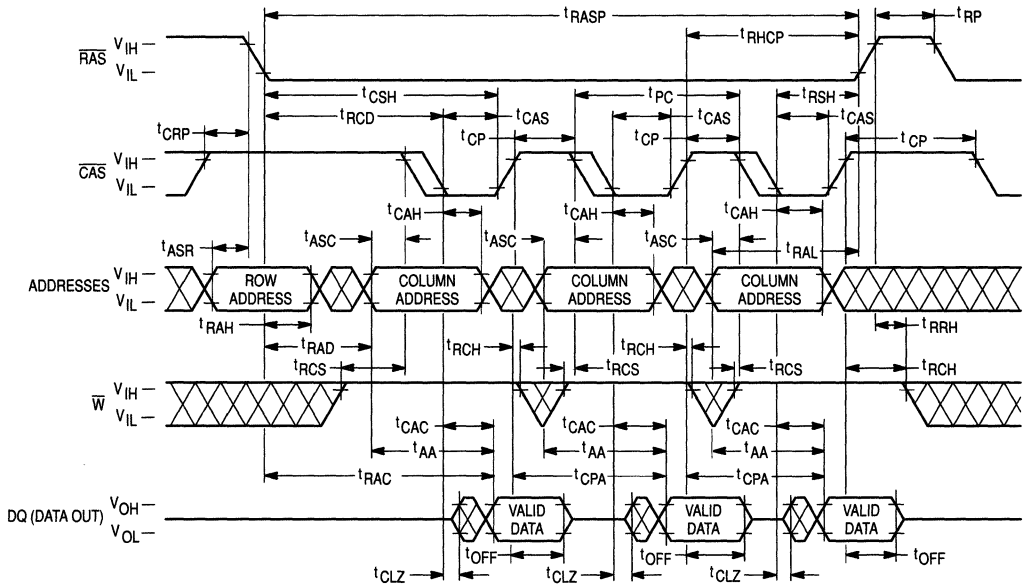 tRASP
tRP
tRHCP
RAS
VIH
VIL
tCSH
tPC
tRSH
tCRP
tRCD
tCAS
tCP
tCAS
tCP
tCAS
tCP
CAS
VIH
VIL
tCAH
tCAH
tCAH
tASR
tASC
tASC
tASC
tRAL
ADDRESSES
VIH
VIL
ROW ADDRESS
COLUMN ADDRESS
COLUMN ADDRESS
COLUMN ADDRESS
tRAH
tRRH
tRAD
tRCH
tRCH
tRCS
tRCS
tRCS
tRCH
W
VIH
VIL
tCAC
tCAC
tCAC
tAA
tAA
tAA
tRAC
tCPA
tCPA
DQ (DATA OUT)
VOH
VOL
VALID DATA
VALID DATA
VALID DATA
tOFF
tOFF
tOFF
tCLZ
tCLZ
tCLZ